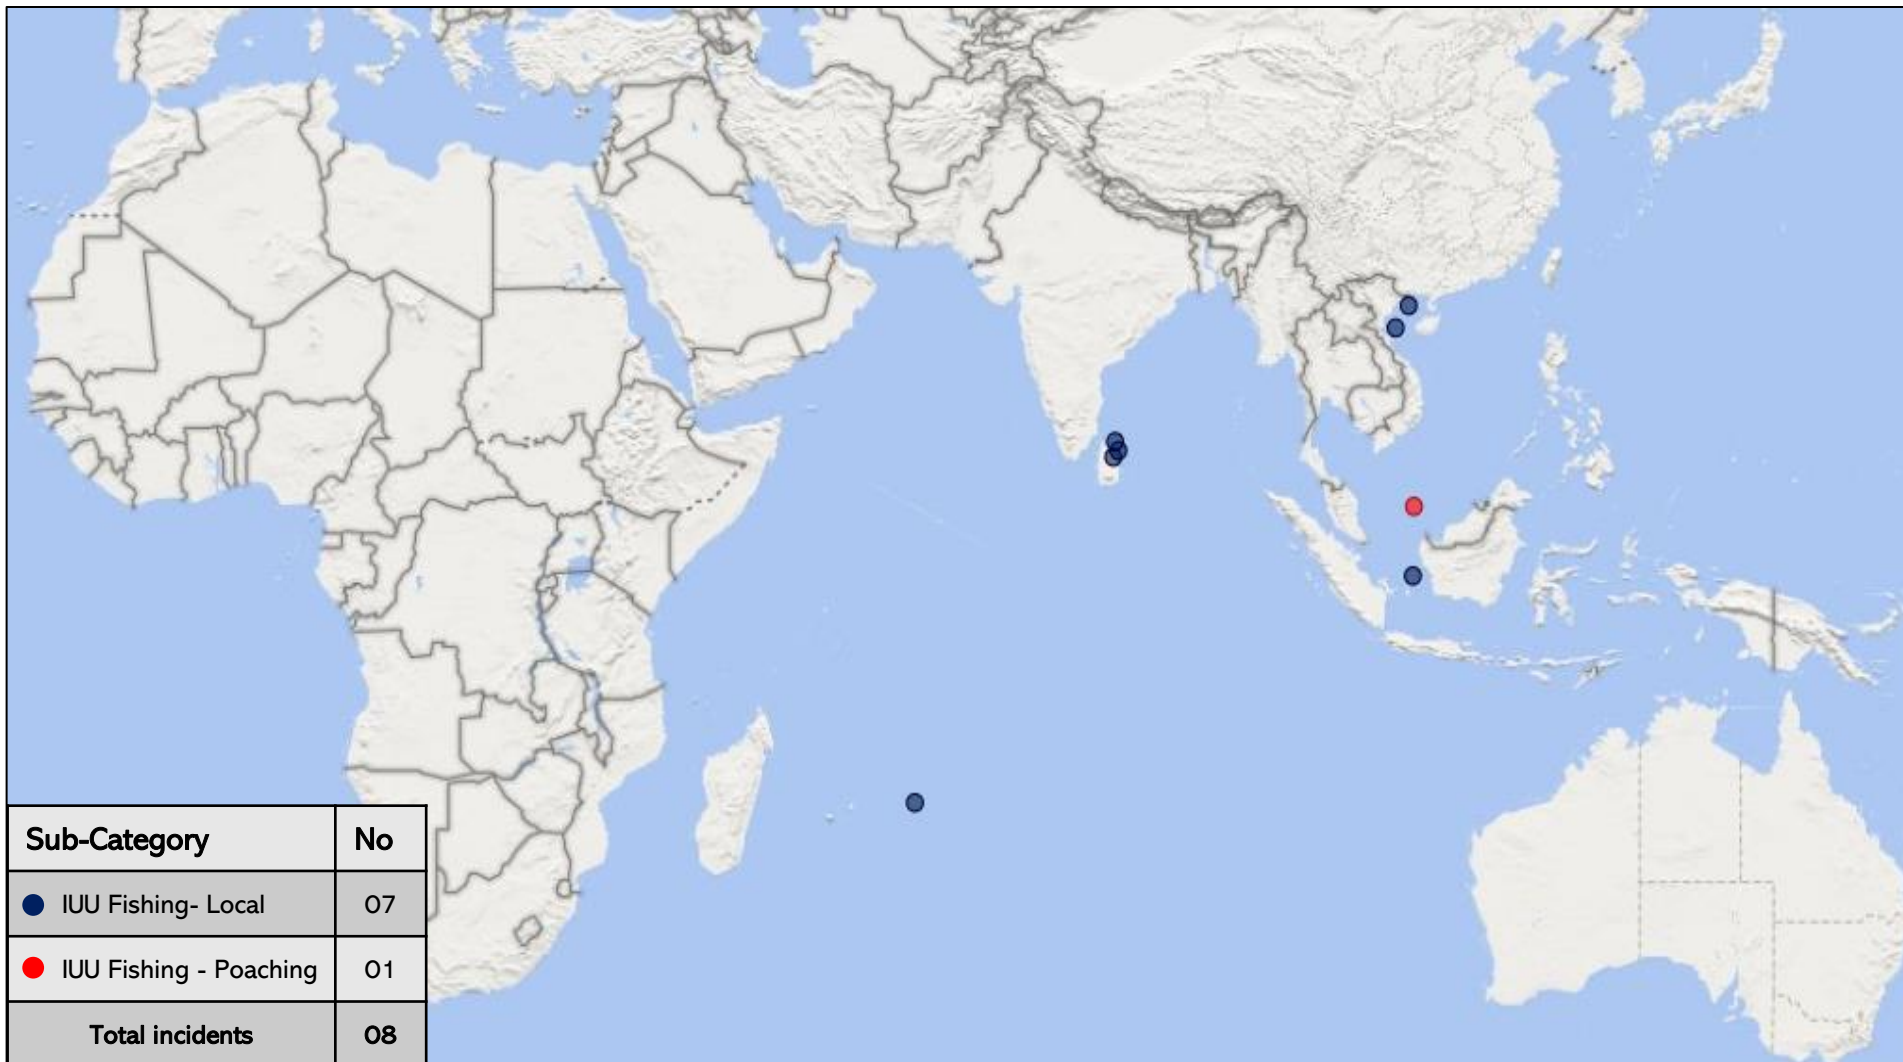 Sub-Category No
IUU Fishing- Local 07
IUU Fishing - Poaching 01
Total incidents 08